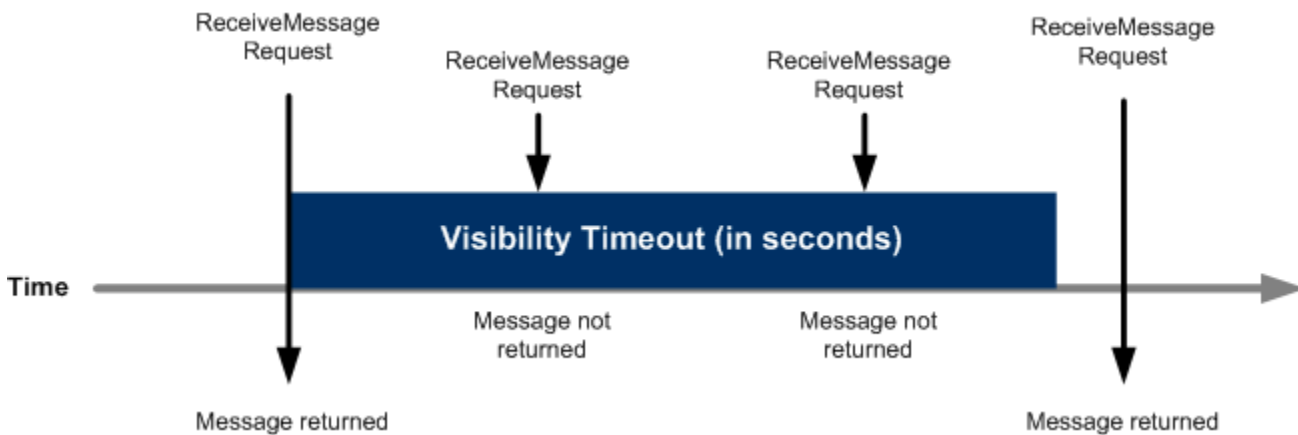 ReceiveMessage
Request
ReceiveMessage
Request
ReceiveMessage
Request
ReceiveMessage
Request
Visibility Timeout (in seconds)
Time
Message not
returned
Message not
returned
Message returned
Message returned